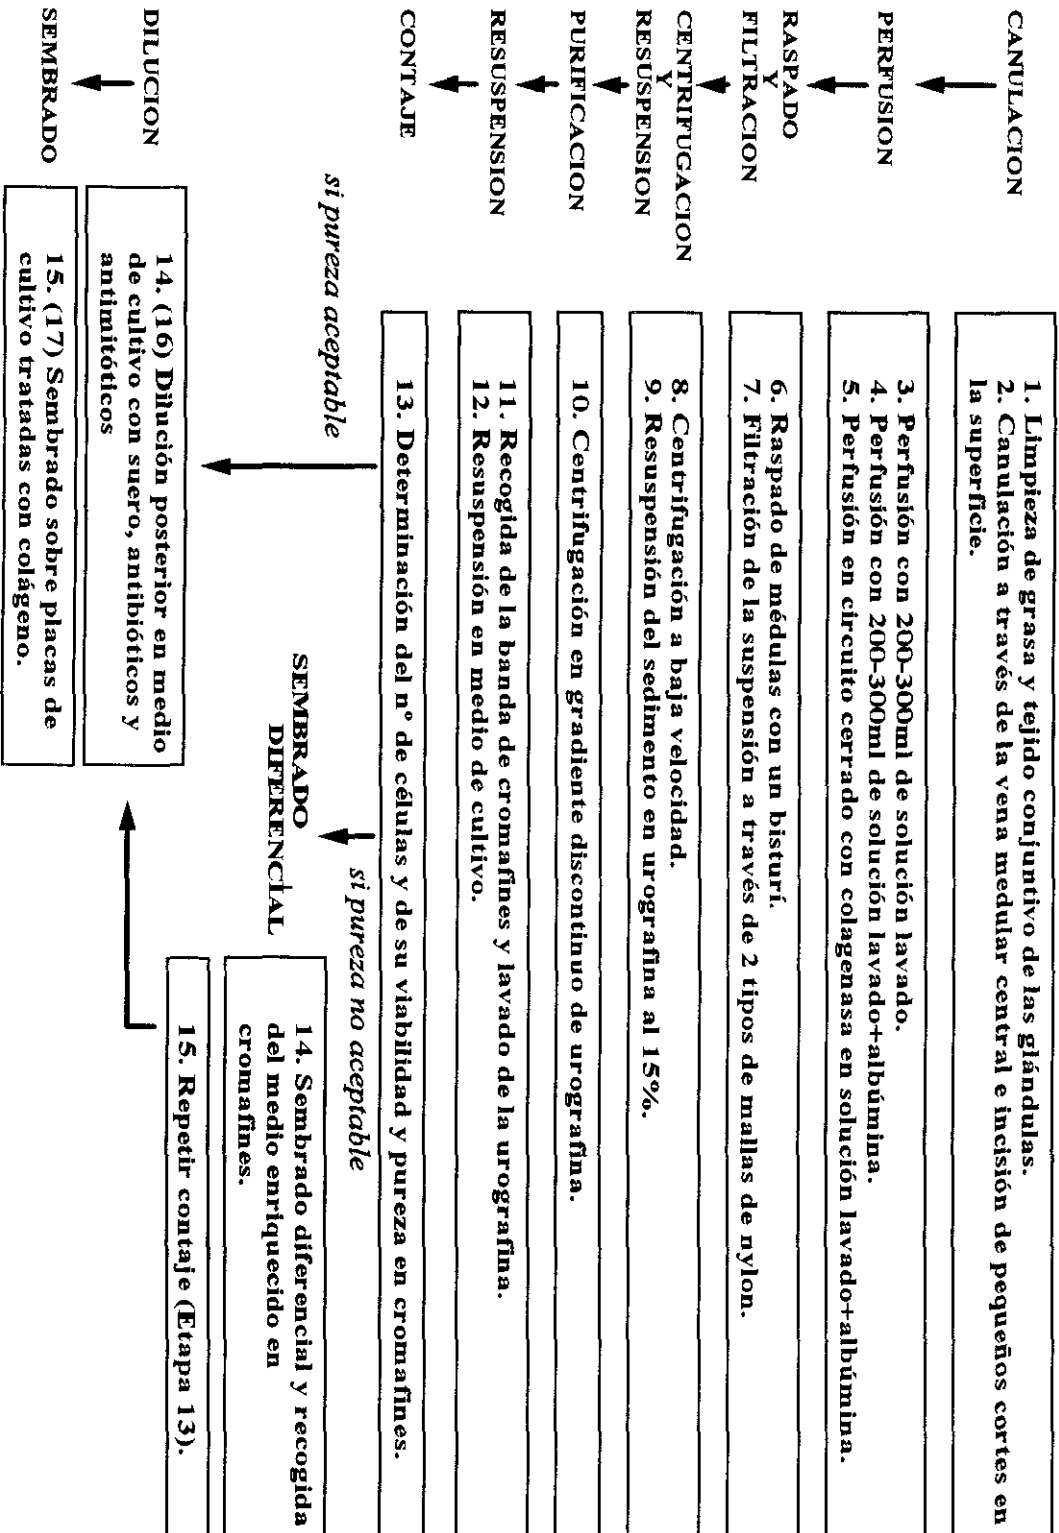 CANULACION
1. Limpieza de grasa y tejido conjuntivo de las glándulas.
2. Canulación a través de la vena medular central e incisión de pequeños cortes en
la superficie.
PERFUSION
3. Perfusión con 200-300ml de solución lavado.
4. Perfusión con 200-300ml de solución lavado+albúmina.
5. Perfusión en circuito cerrado con colagenasa en solución lavado+albúmina.
RASPADO
Y
FILTRACION
6. Raspado de médulas con un bisturí.
7. Filtración de la suspensión a través de 2 tipos de mallas de nylon.
CENTRIFUGACION
Y
RESUSPENSION
8. Centrifugación a baja velocidad.
9. Resuspensión del sedimento en urografina al 15%.
PURIFICACION
10. Centrifugación en gradiente discontinuo de urografina.
RESUSPENSION
11. Recogida de la banda de cromafines y lavado de la urografina.
12. Resuspensión en medio de cultivo.
CONTAJE
13. Determinación del nº de células y de su viabilidad y pureza en cromafines.
si pureza aceptable
si pureza no aceptable
SEMBRADO
DIFERENCIAL
14. Sembrado diferencial y recogida
del medio enriquecido en
cromafines.
15. Repetir contaje (Etapa 13).
DILUCION
14. (16) Dilución posterior en medio
de cultivo con suero, antibióticos y
antimitóticos
SEMBRADO
15. (17) Sembrado sobre placas de
cultivo tratadas con colágeno.